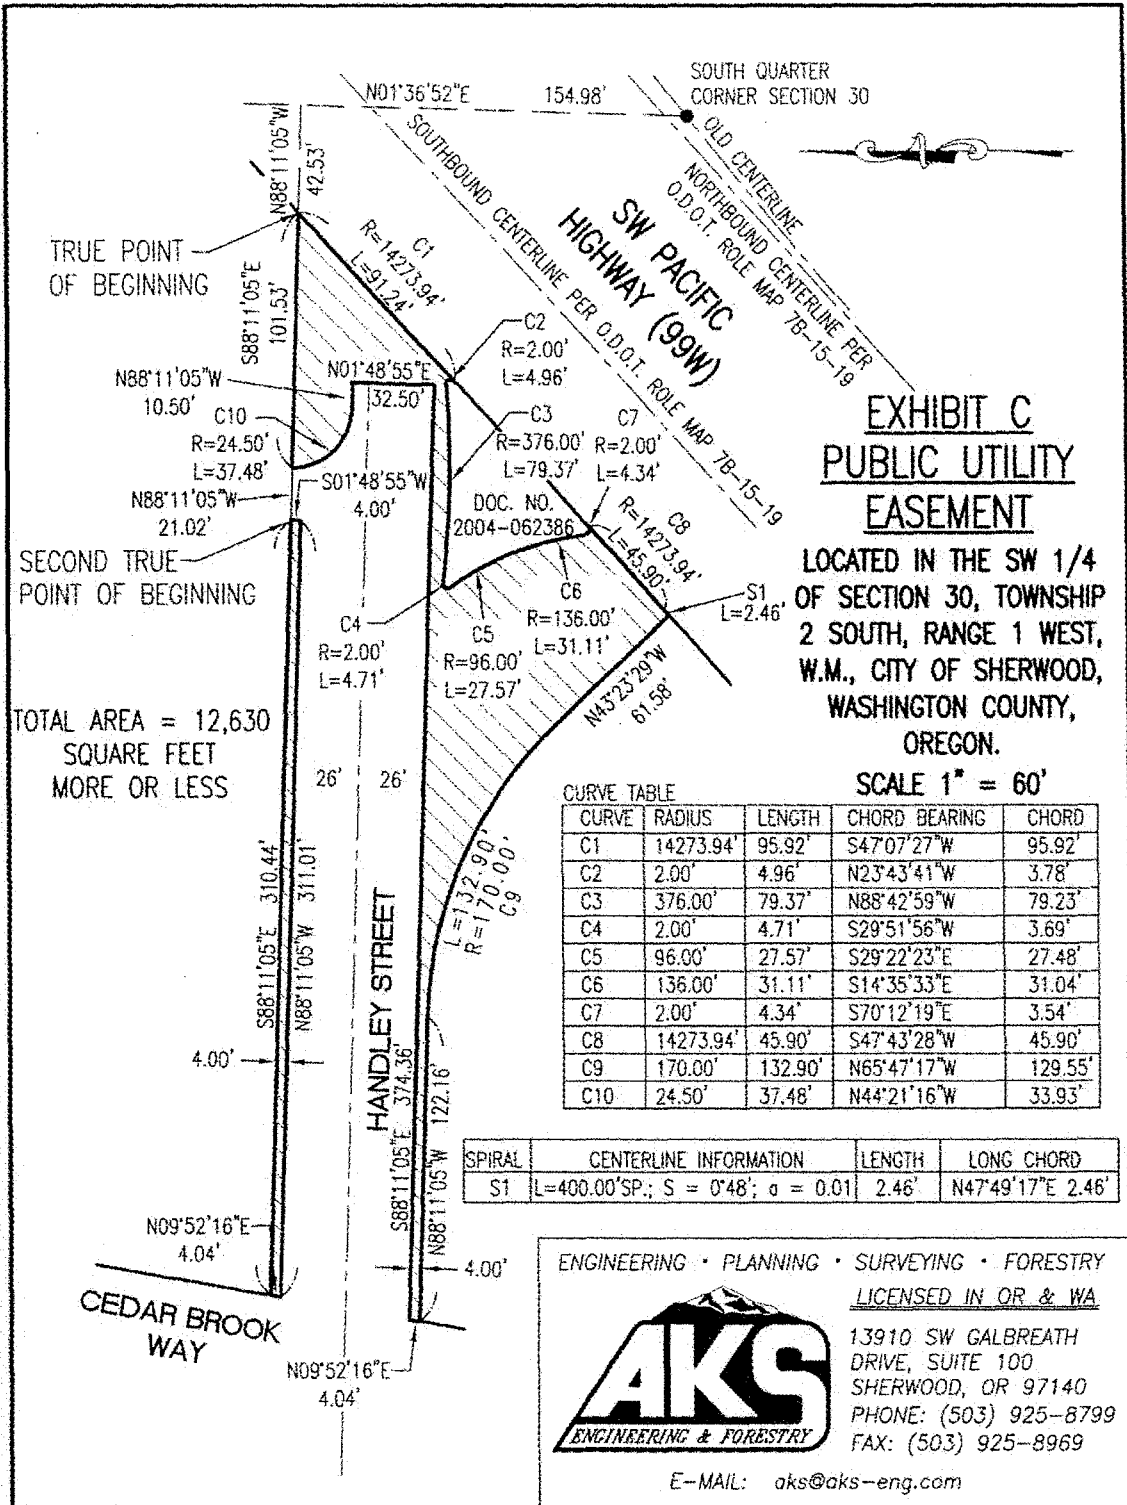 SOUTH QUARTER
CORNER SECTION 30
N01°36'52"E
154.98'
N88°11'05"W
42.53'
SOUTHBOUND CENTERLINE PER O.D.O.T. ROLE MAP 7B-15-19
OLD CENTERLINE
NORTHBOUND CENTERLINE PER
O.D.O.T. ROLE MAP 7B-15-19
SW PACIFIC
HIGHWAY (99W)
TRUE POINT
OF BEGINNING
C1
R=14273.94'
L=91.24'
S88°11'05"E
101.53'
C2
R=2.00'
L=4.96'
N01°48'55"E
32.50'
N88°11'05"W
10.50'
C10
R=24.50'
L=37.48'
C3
R=376.00'
L=79.37'
C7
R=2.00'
L=4.34'
N88°11'05"W
21.02'
S01°48'55"W
4.00'
DOC. NO.
2004-062386
C8
R=14273.94'
L=45.90'
SECOND TRUE
POINT OF BEGINNING
S1
L=2.46'
C4
R=2.00'
L=4.71'
C5
R=96.00'
L=27.57'
C6
R=136.00'
L=31.11'
N43°23'29"W
61.58'
EXHIBIT C
PUBLIC UTILITY
EASEMENT
LOCATED IN THE SW 1/4
OF SECTION 30, TOWNSHIP
2 SOUTH, RANGE 1 WEST,
W.M., CITY OF SHERWOOD,
WASHINGTON COUNTY,
OREGON.
SCALE 1" = 60'
TOTAL AREA = 12,630
SQUARE FEET
MORE OR LESS
26'
26'
L=132.90'
R=170.00'
C9
S88°11'05"E 310.44'
N88°11'05"W 311.01'
HANDLEY STREET
S88°11'05"E 374.36'
N88°11'05"W 122.16'
4.00'
4.00'
N09°52'16"E
4.04'
CEDAR BROOK
WAY
N09°52'16"E
4.04'
CURVE TABLE
CURVE RADIUS LENGTH CHORD BEARING CHORD
C1 14273.94' 95.92' S47°07'27"W 95.92'
C2 2.00' 4.96' N23°43'41"W 3.78'
C3 376.00' 79.37' N88°42'59"W 79.23'
C4 2.00' 4.71' S29°51'56"W 3.69'
C5 96.00' 27.57' S29°22'23"E 27.48'
C6 136.00' 31.11' S14°35'33"E 31.04'
C7 2.00' 4.34' S70°12'19"E 3.54'
C8 14273.94' 45.90' S47°43'28"W 45.90'
C9 170.00' 132.90' N65°47'17"W 129.55'
C10 24.50' 37.48' N44°21'16"W 33.93'
SPIRAL CENTERLINE INFORMATION LENGTH LONG CHORD
S1 L=400.00'SP.; S = 0°48'; a = 0.01 2.46' N47°49'17"E 2.46'
ENGINEERING · PLANNING · SURVEYING · FORESTRY
LICENSED IN OR & WA
AKS
ENGINEERING & FORESTRY
13910 SW GALBREATH
DRIVE, SUITE 100
SHERWOOD, OR 97140
PHONE: (503) 925-8799
FAX: (503) 925-8969
E-MAIL: aks@aks-eng.com